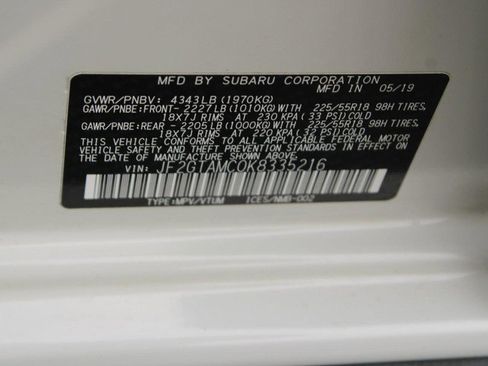 MFD BY SUBARU CORPORATION
MFD IN 05/19
GVWR/PNBV: 4343LB(1970KG)
GAWR/PNBE:FRONT- 2227LB(1010KG)WITH 225/55R18 98H TIRES,
18X7J RIMS AT 230 KPA(33 PSI)COLD
GAWR/PNBE:REAR - 2205LB(1000KG)WITH 225/55R18 98H TIRES,
18X7J RIMS AT 220 KPA(32 PSI)COLD
THIS VEHICLE CONFORMS TO ALL APPLICABLE FEDERAL MOTOR
VEHICLE SAFETY, BUMPER, AND THEFT PREVENTION STANDARDS
IN EFFECT ON THE DATE OF MANUFACTURE SHOWN ABOVE.
VIN: JF2GTAMC0K8335216
TYPE:MPV/VTUM ICES/NMB-002